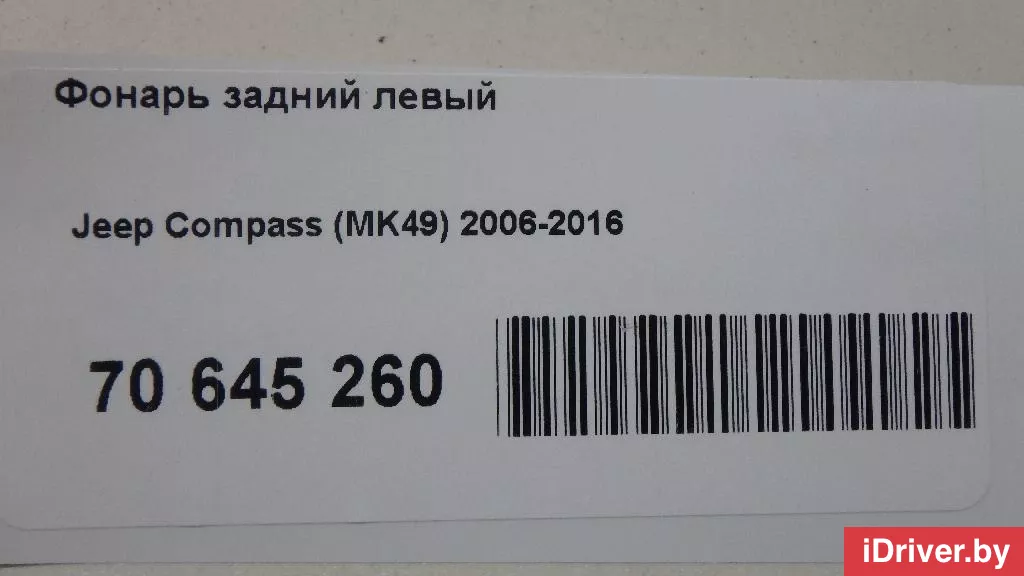 Фонарь задний левый
Jeep Compass (MK49) 2006-2016
70 645 260
iDriver.by